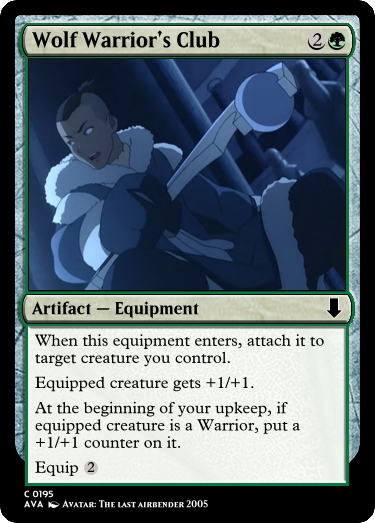 Wolf Warrior's Club 2
Artifact — Equipment
When this equipment enters, attach it to
target creature you control.
Equipped creature gets +1/+1.
At the beginning of your upkeep, if
equipped creature is a Warrior, put a
+1/+1 counter on it.
Equip 2
C 0195
AVA Avatar: The last airbender 2005